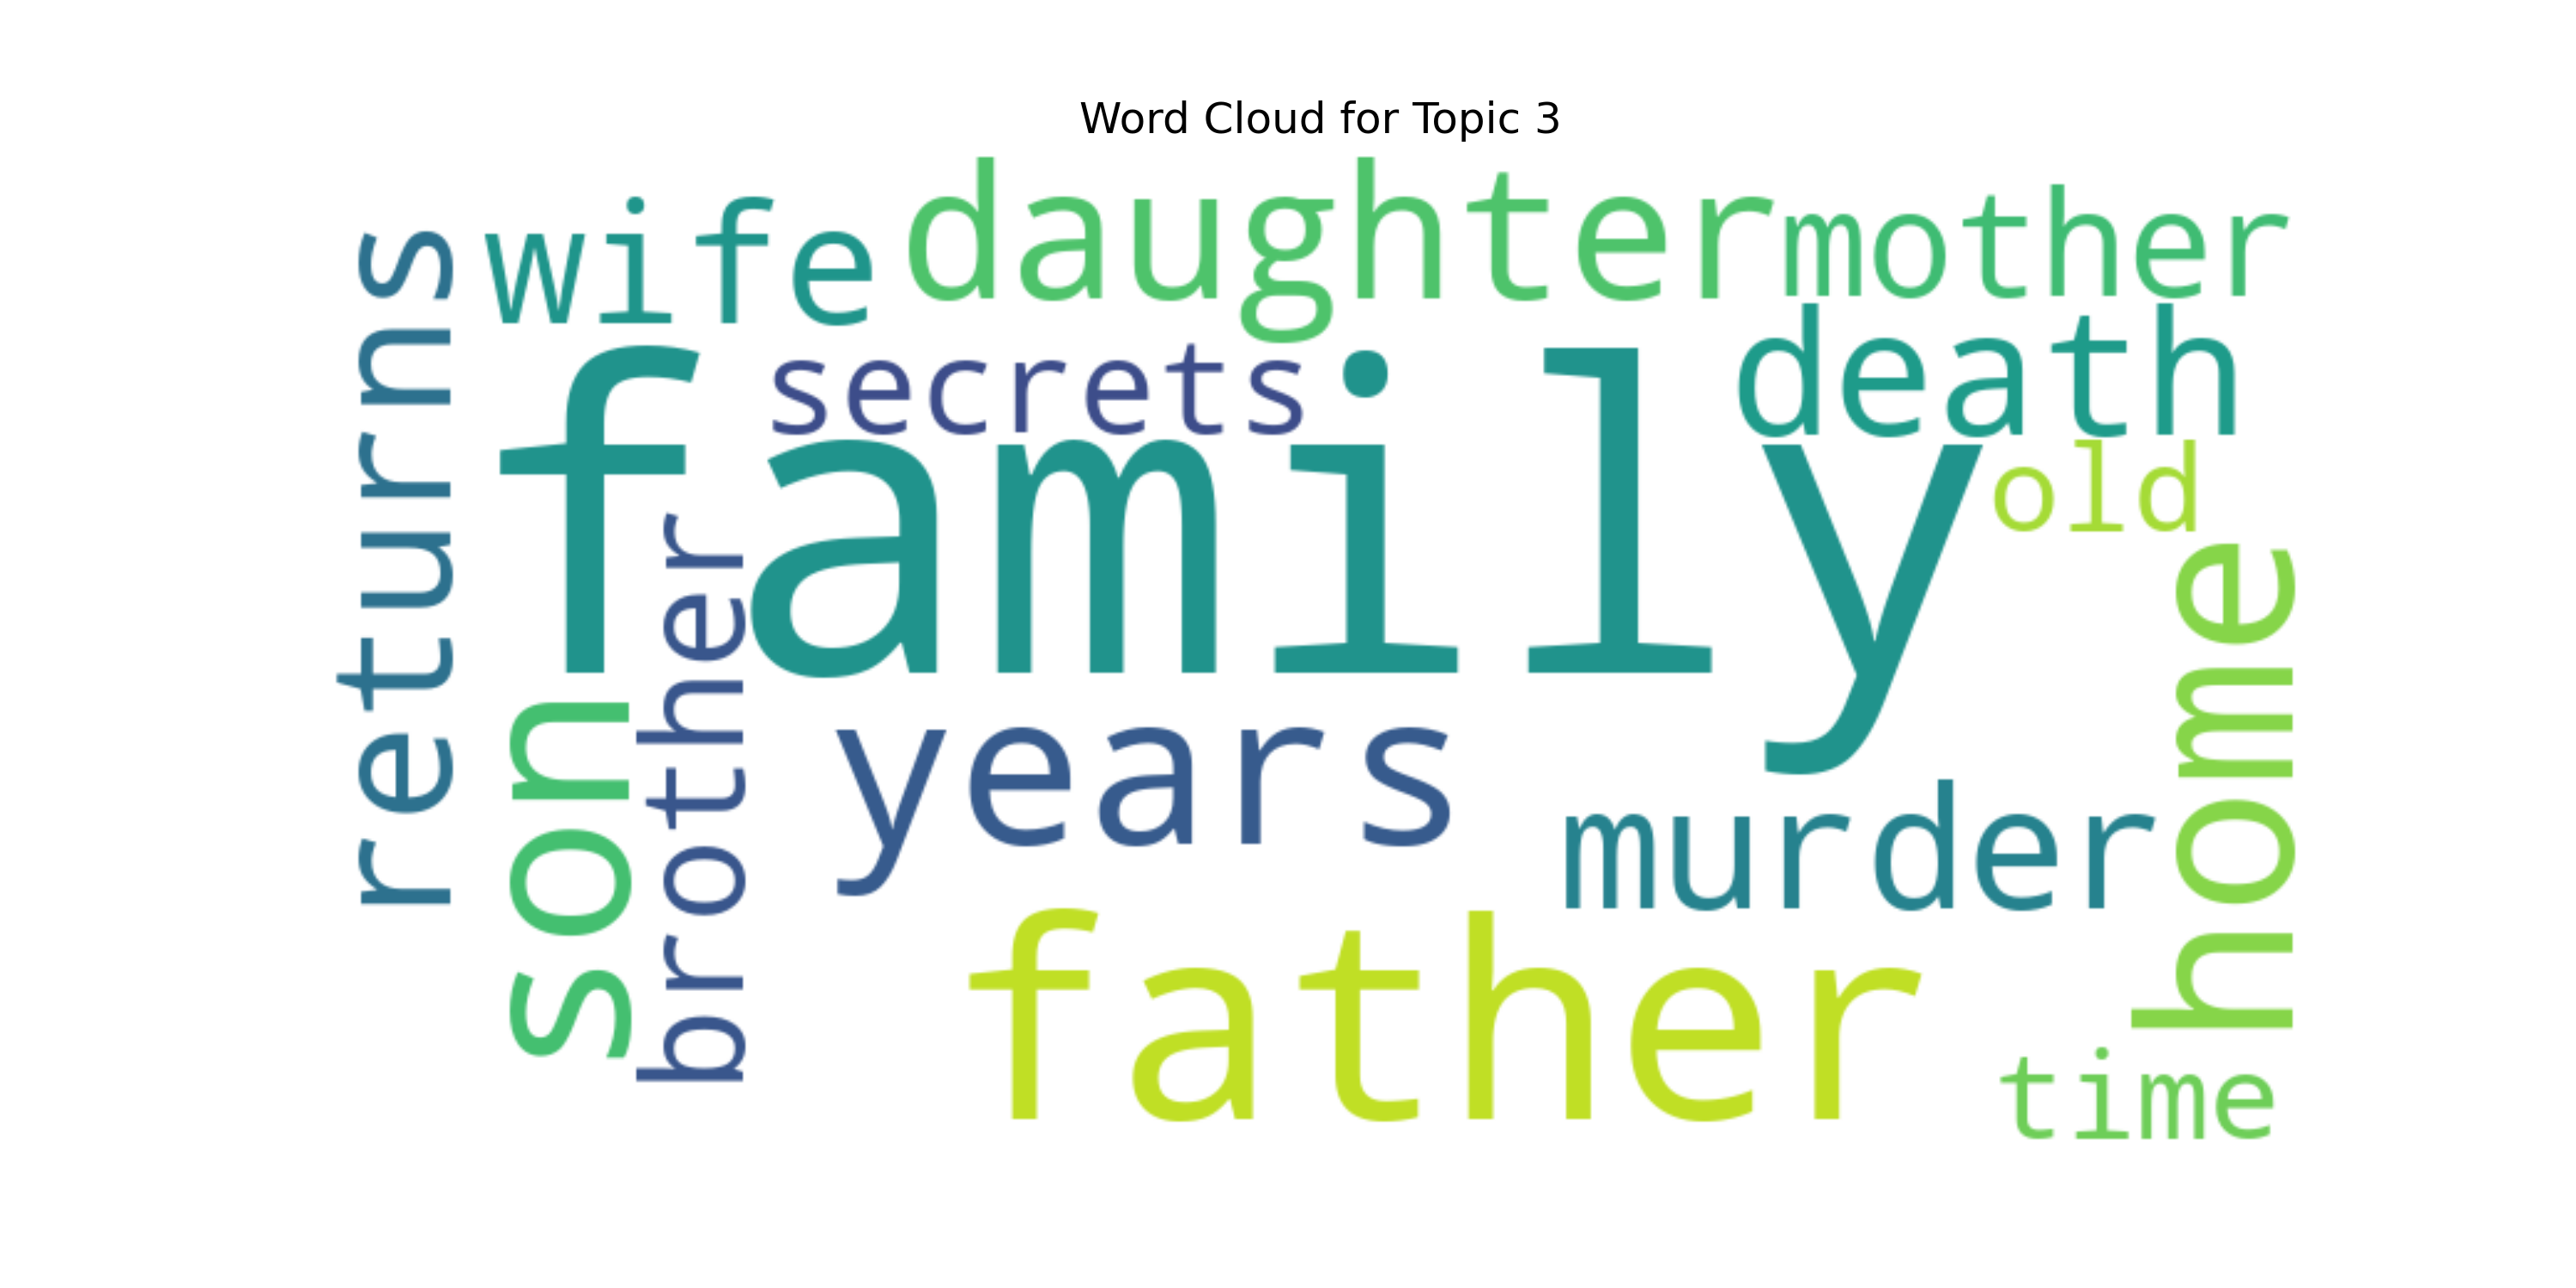 Word Cloud for Topic 3
wife
daughter
mother
returns
secrets
death
family
old
brother
son
years
murder
home
father
time